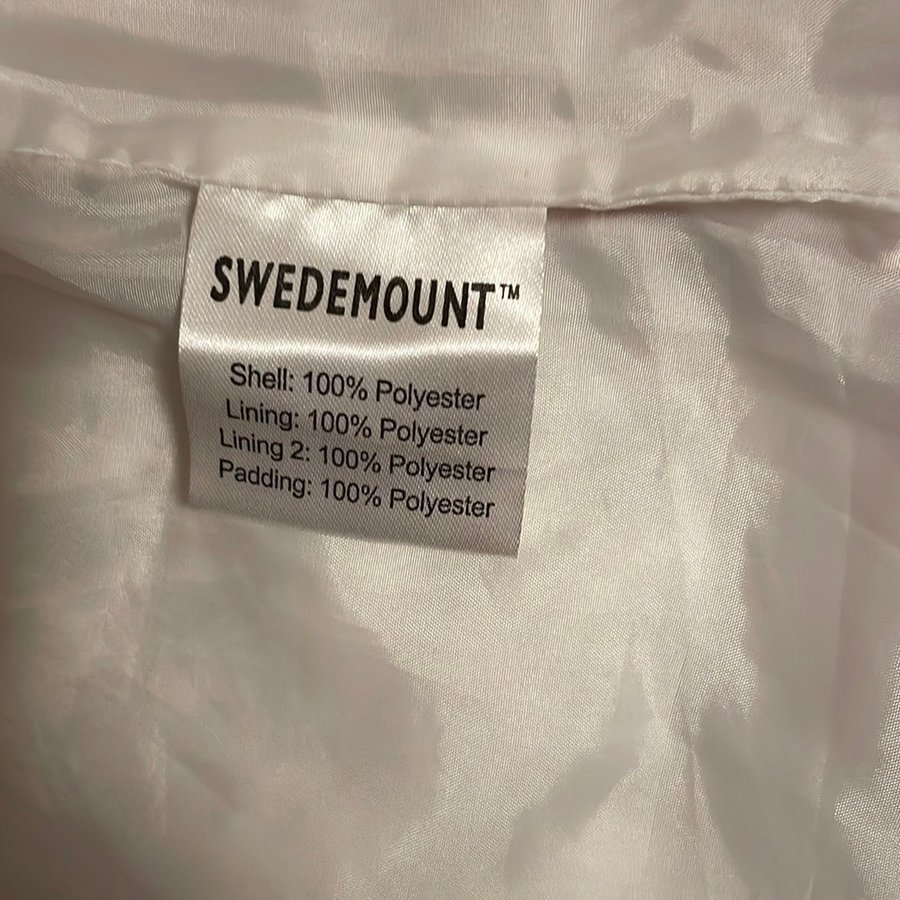 SWEDEMOUNT™
Shell: 100% Polyester
Lining: 100% Polyester
Lining 2: 100% Polyester
Padding: 100% Polyester